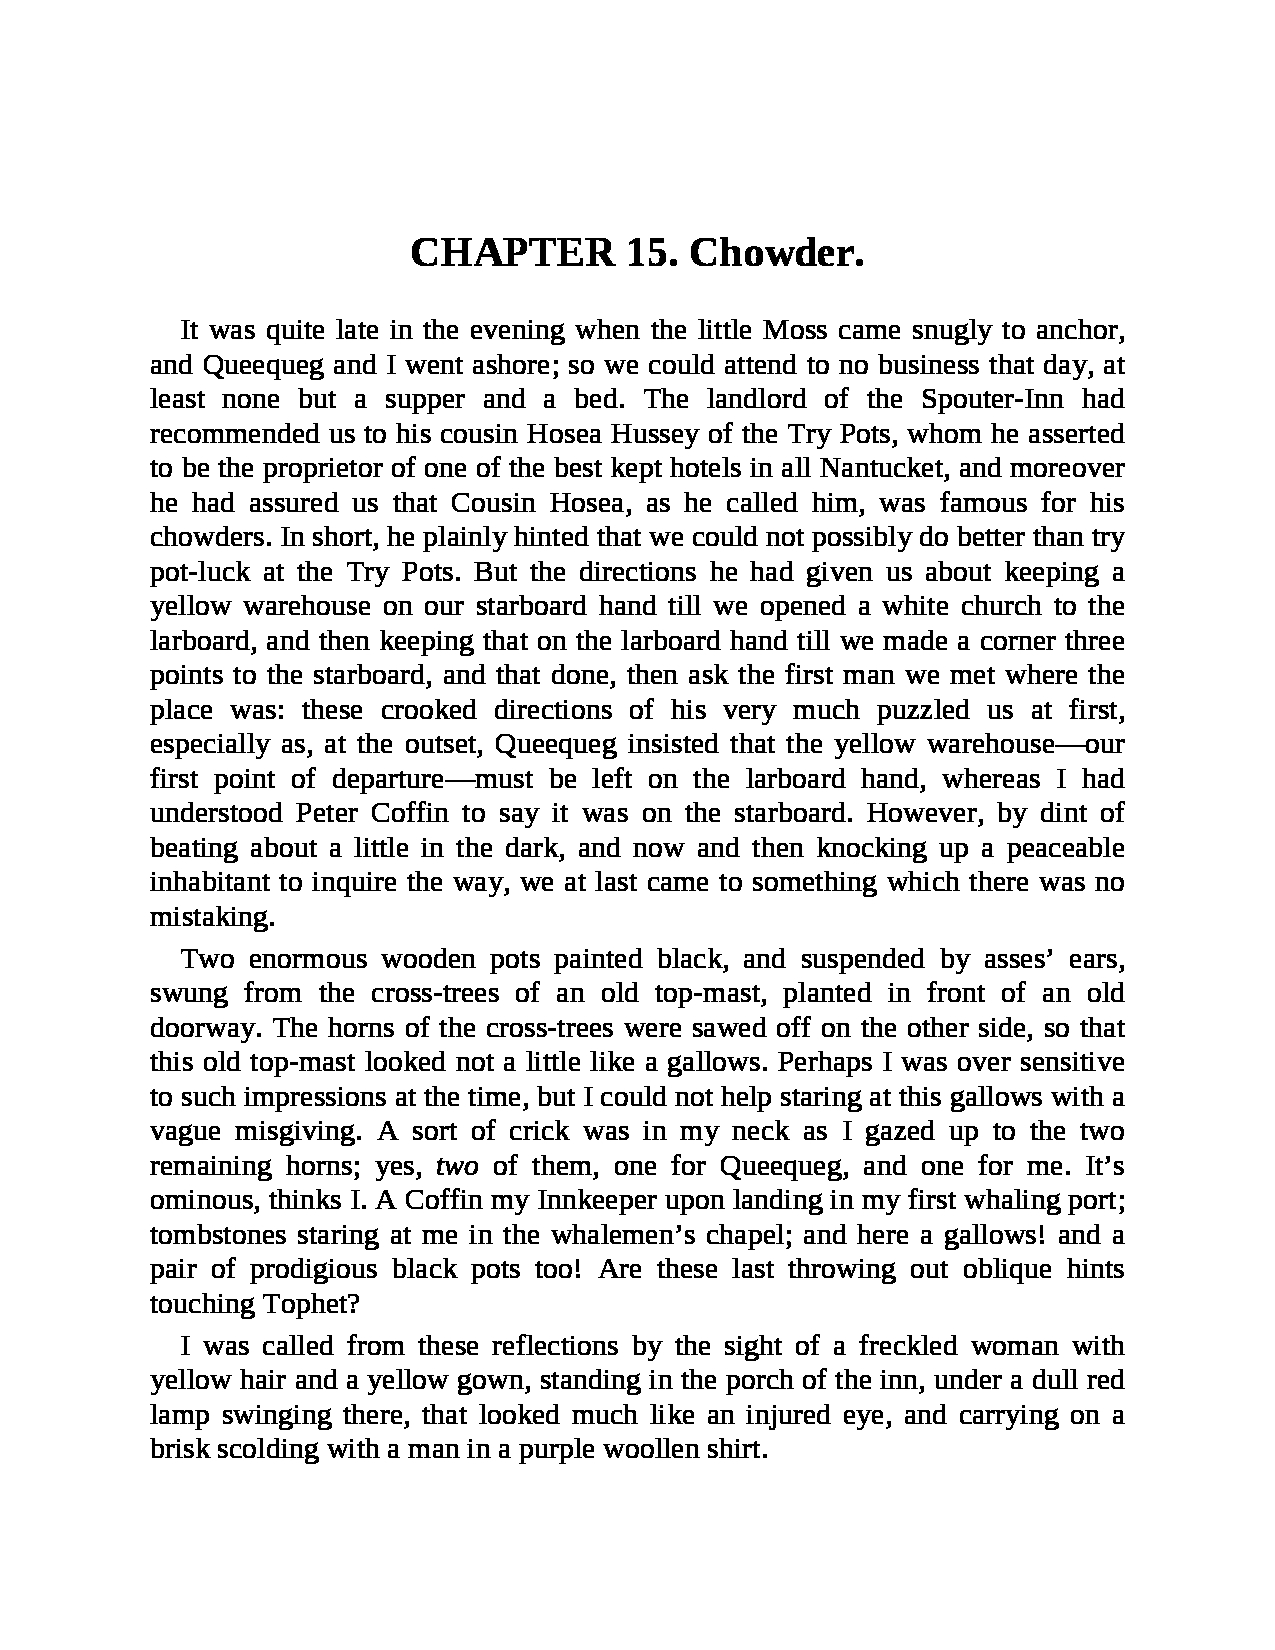 CHAPTER 15. Chowder.
It was quite late in the evening when the little Moss came snugly to anchor,
and Queequeg and I went ashore; so we could attend to no business that day, at
least none but a supper and a bed. The landlord of the Spouter-Inn had
recommended us to his cousin Hosea Hussey of the Try Pots, whom he asserted
to be the proprietor of one of the best kept hotels in all Nantucket, and moreover
he had assured us that Cousin Hosea, as he called him, was famous for his
chowders. In short, he plainly hinted that we could not possibly do better than try
pot-luck at the Try Pots. But the directions he had given us about keeping a
yellow warehouse on our starboard hand till we opened a white church to the
larboard, and then keeping that on the larboard hand till we made a corner three
points to the starboard, and that done, then ask the first man we met where the
place was: these crooked directions of his very much puzzled us at first,
especially as, at the outset, Queequeg insisted that the yellow warehouse—our
first point of departure—must be left on the larboard hand, whereas I had
understood Peter Coffin to say it was on the starboard. However, by dint of
beating about a little in the dark, and now and then knocking up a peaceable
inhabitant to inquire the way, we at last came to something which there was no
mistaking.
Two enormous wooden pots painted black, and suspended by asses’ ears,
swung from the cross-trees of an old top-mast, planted in front of an old
doorway. The horns of the cross-trees were sawed off on the other side, so that
this old top-mast looked not a little like a gallows. Perhaps I was over sensitive
to such impressions at the time, but I could not help staring at this gallows with a
vague misgiving. A sort of crick was in my neck as I gazed up to the two
remaining horns; yes, two of them, one for Queequeg, and one for me. It’s
ominous, thinks I. A Coffin my Innkeeper upon landing in my first whaling port;
tombstones staring at me in the whalemen’s chapel; and here a gallows! and a
pair of prodigious black pots too! Are these last throwing out oblique hints
touching Tophet?
I was called from these reflections by the sight of a freckled woman with
yellow hair and a yellow gown, standing in the porch of the inn, under a dull red
lamp swinging there, that looked much like an injured eye, and carrying on a
brisk scolding with a man in a purple woollen shirt.